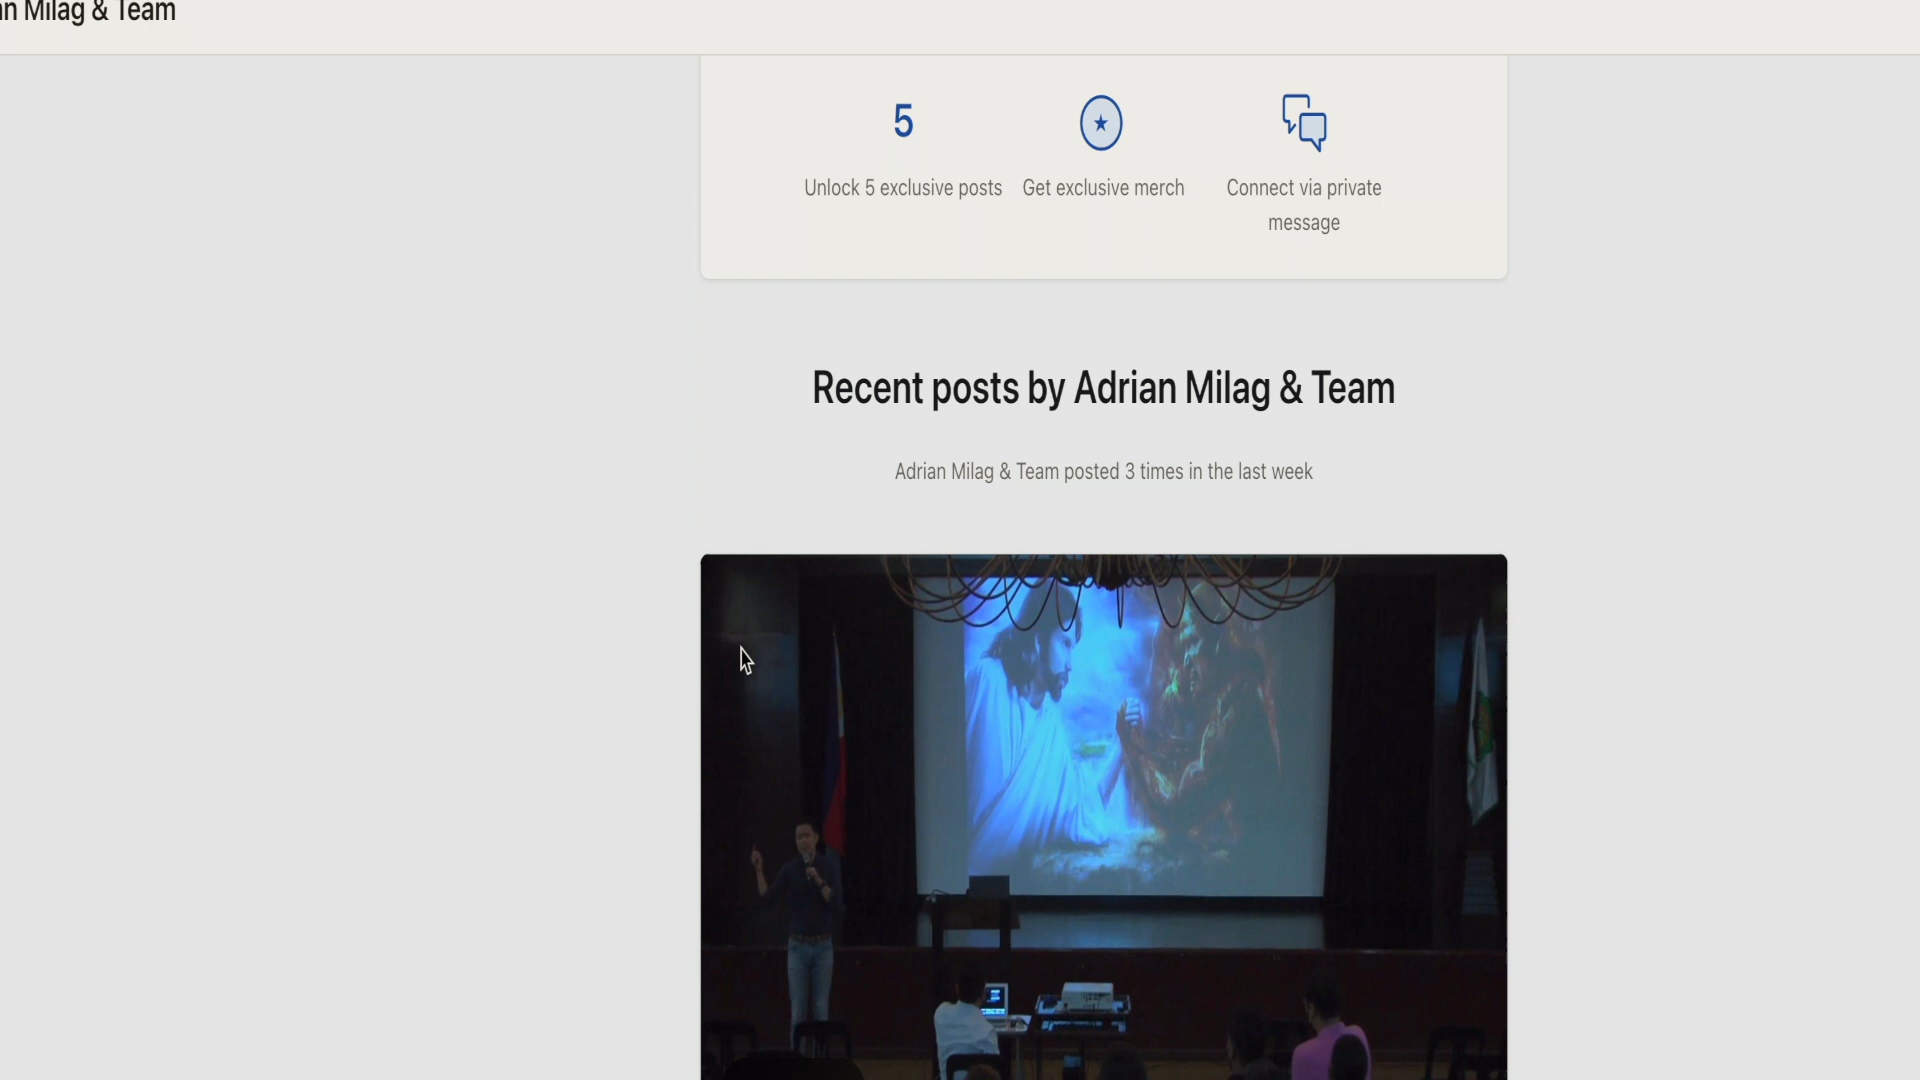 n Milag & Team
5
Unlock 5 exclusive posts
Get exclusive merch
Connect via private
message
Recent posts by Adrian Milag & Team
Adrian Milag & Team posted 3 times in the last week